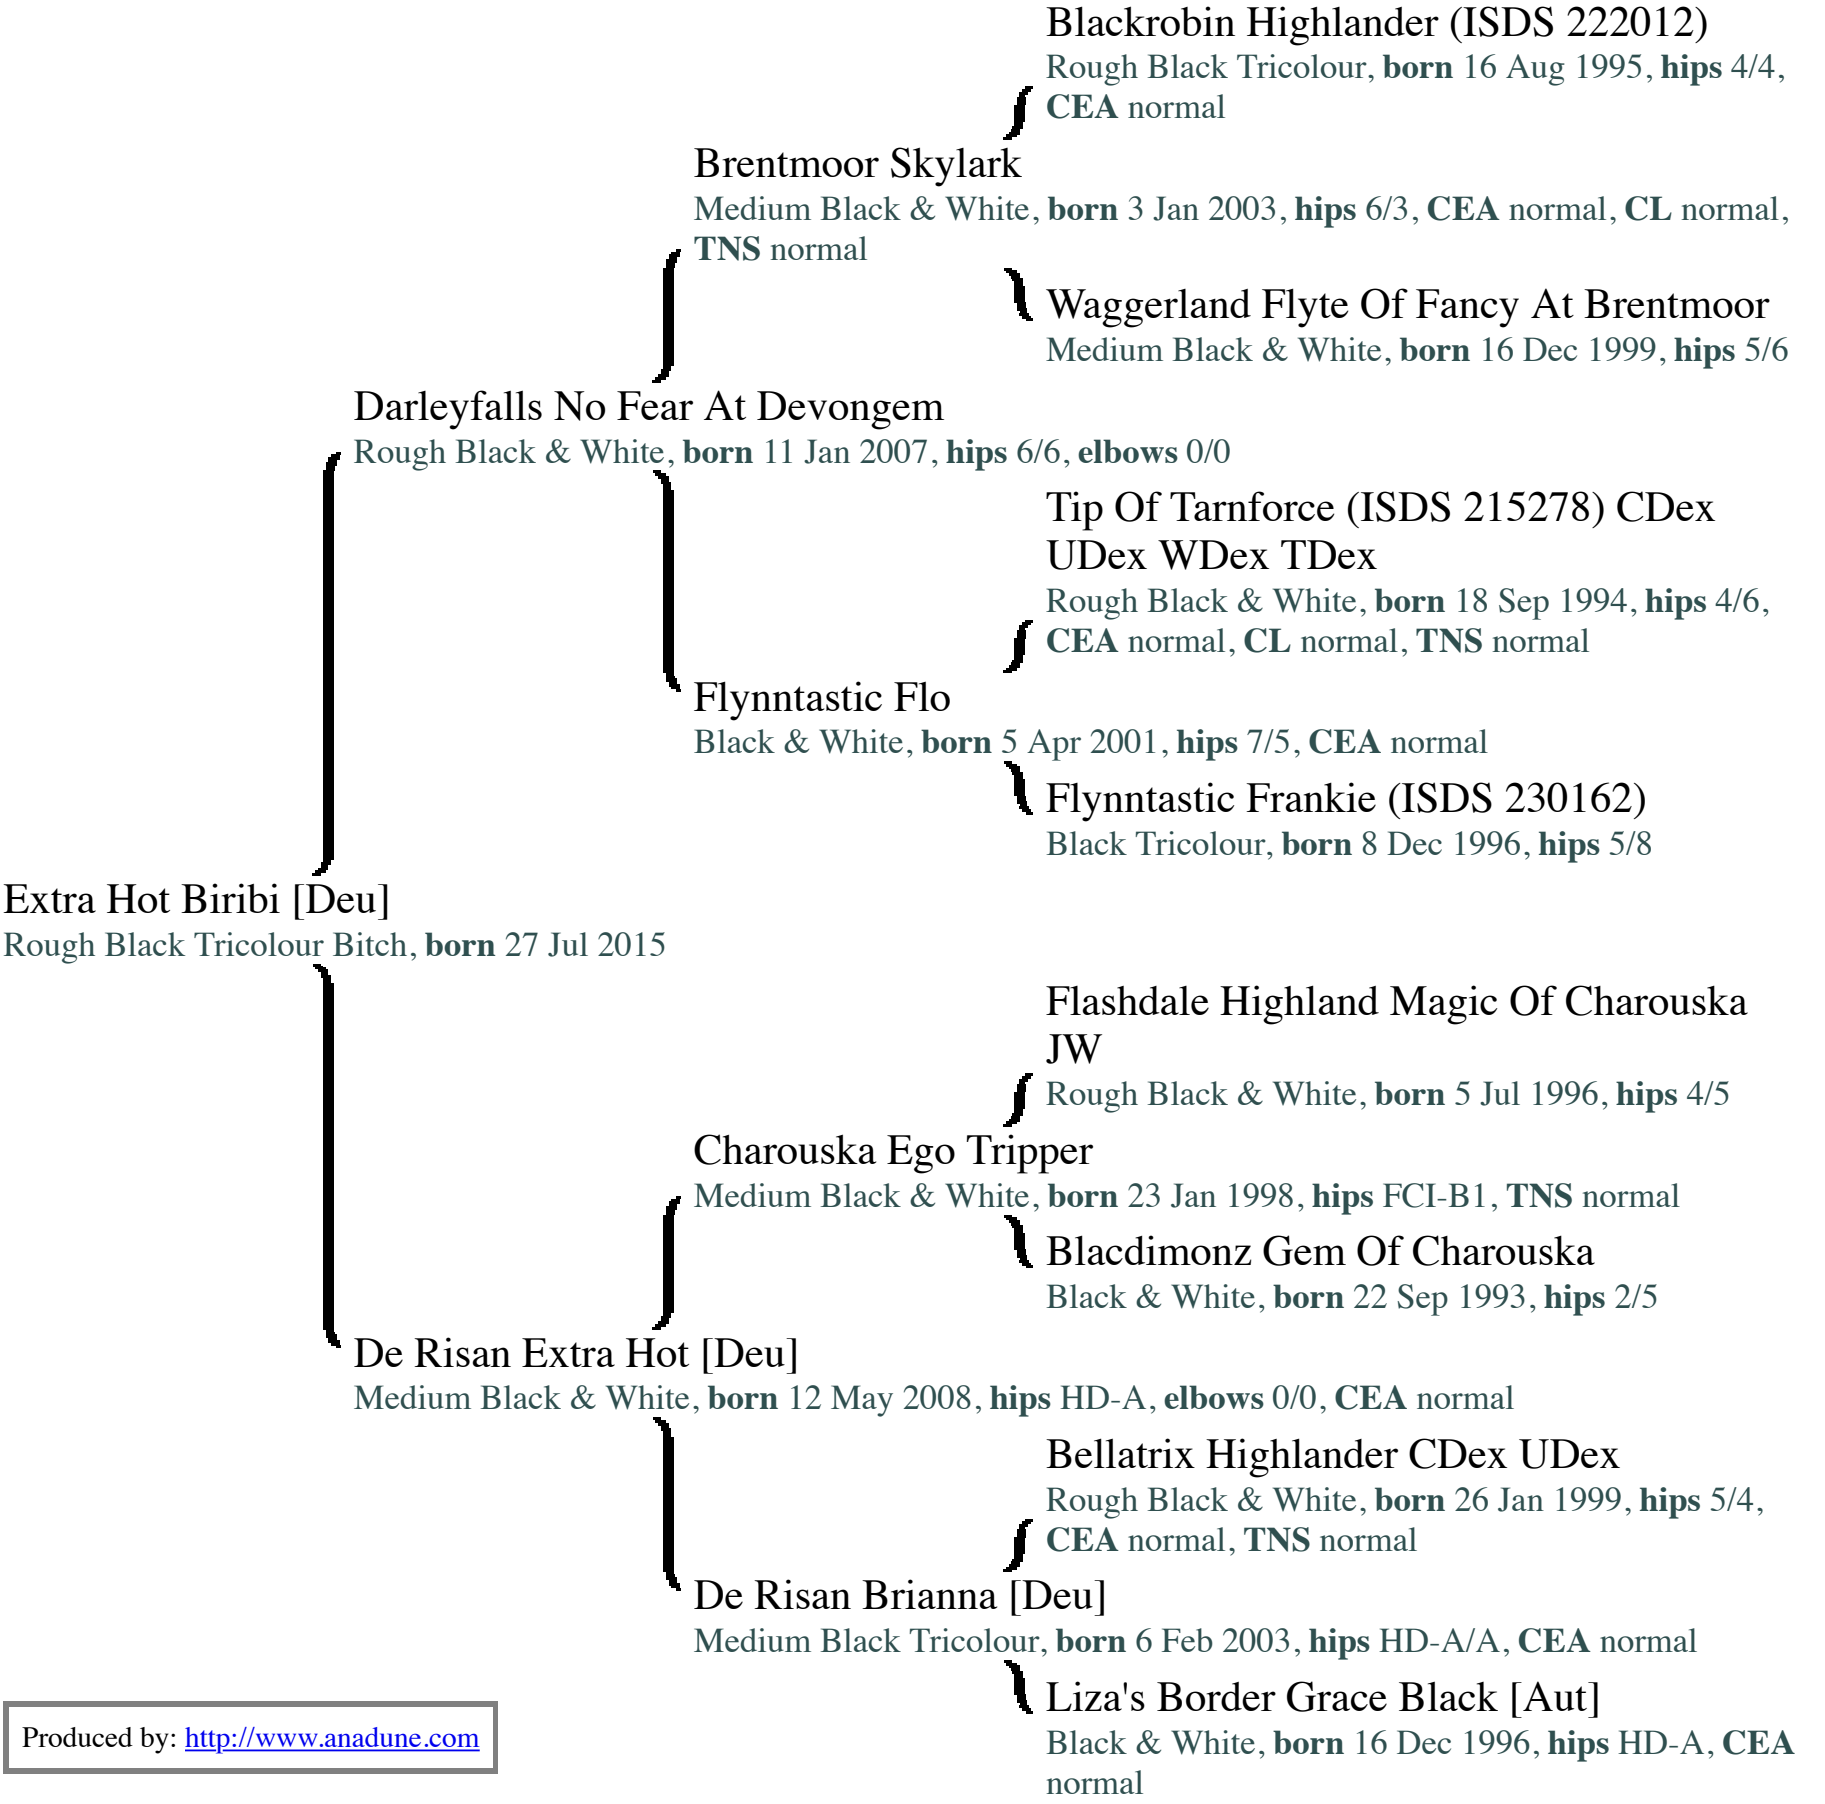 Blackrobin Highlander (ISDS 222012)
Rough Black Tricolour, born 16 Aug 1995, hips 4/4,
CEA normal
Brentmoor Skylark
Medium Black & White, born 3 Jan 2003, hips 6/3, CEA normal, CL normal,
TNS normal
Waggerland Flyte Of Fancy At Brentmoor
Medium Black & White, born 16 Dec 1999, hips 5/6
Darleyfalls No Fear At Devongem
Rough Black & White, born 11 Jan 2007, hips 6/6, elbows 0/0
Tip Of Tarnforce (ISDS 215278) CDex
UDex WDex TDex
Rough Black & White, born 18 Sep 1994, hips 4/6,
CEA normal, CL normal, TNS normal
Flynntastic Flo
Black & White, born 5 Apr 2001, hips 7/5, CEA normal
Flynntastic Frankie (ISDS 230162)
Black Tricolour, born 8 Dec 1996, hips 5/8
Extra Hot Biribi [Deu]
Rough Black Tricolour Bitch, born 27 Jul 2015
Flashdale Highland Magic Of Charouska
JW
Rough Black & White, born 5 Jul 1996, hips 4/5
Charouska Ego Tripper
Medium Black & White, born 23 Jan 1998, hips FCI-B1, TNS normal
Blacdimonz Gem Of Charouska
Black & White, born 22 Sep 1993, hips 2/5
De Risan Extra Hot [Deu]
Medium Black & White, born 12 May 2008, hips HD-A, elbows 0/0, CEA normal
Bellatrix Highlander CDex UDex
Rough Black & White, born 26 Jan 1999, hips 5/4,
CEA normal, TNS normal
De Risan Brianna [Deu]
Medium Black Tricolour, born 6 Feb 2003, hips HD-A/A, CEA normal
Liza's Border Grace Black [Aut]
Black & White, born 16 Dec 1996, hips HD-A, CEA
normal
Produced by: http://www.anadune.com